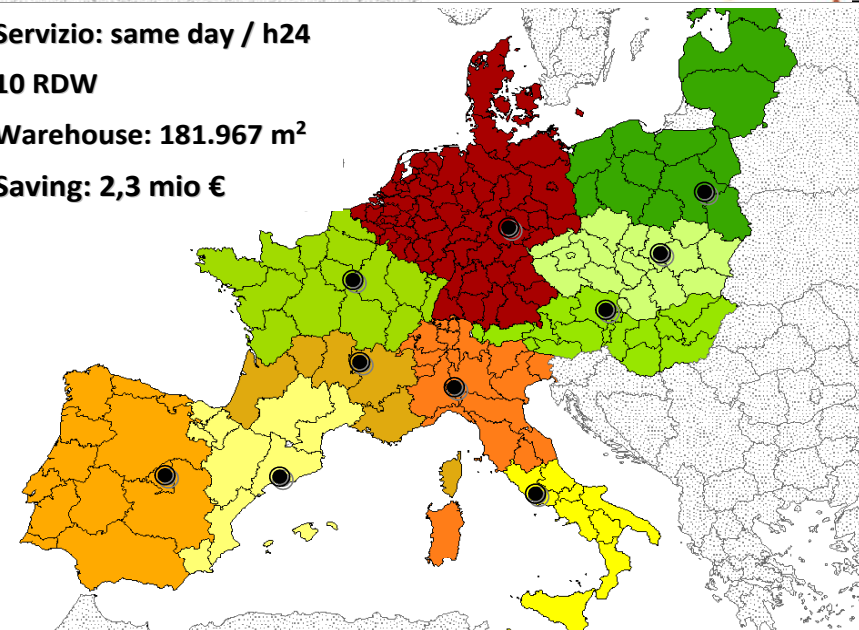 Servizio: same day / h24
10 RDW
Warehouse: 181.967 m²
Saving: 2,3 mio €